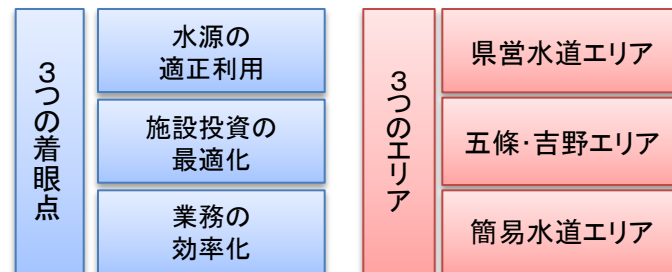 3つの着眼点
水源の
適正利用
施設投資の
最適化
業務の
効率化
3つのエリア
県営水道エリア
五條・吉野エリア
簡易水道エリア